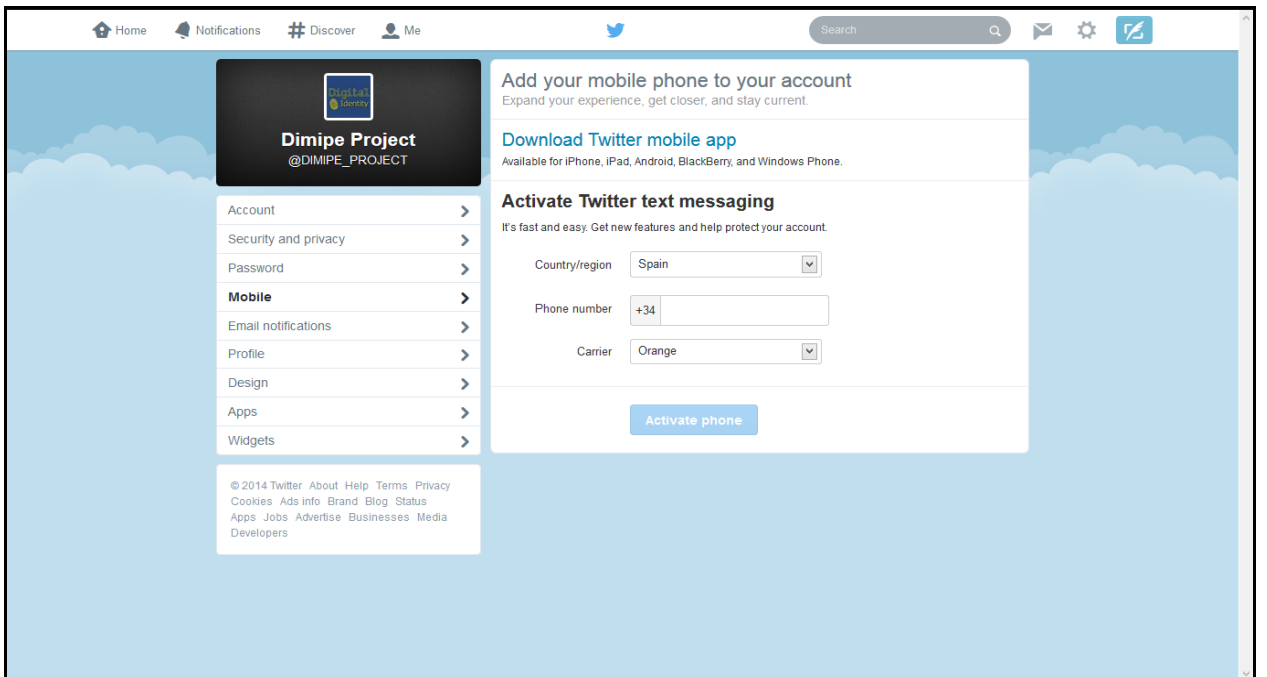 Home Notifications Discover Me Search
Digital
Identity
Dimipe Project
@DIMIPE_PROJECT
Account
Security and privacy
Password
Mobile
Email notifications
Profile
Design
Apps
Widgets
© 2014 Twitter About Help Terms Privacy
Cookies Ads info Brand Blog Status
Apps Jobs Advertise Businesses Media
Developers
Add your mobile phone to your account
Expand your experience, get closer, and stay current.
Download Twitter mobile app
Available for iPhone, iPad, Android, BlackBerry, and Windows Phone.
Activate Twitter text messaging
It's fast and easy. Get new features and help protect your account.
Country/region Spain
Phone number +34
Carrier Orange
Activate phone